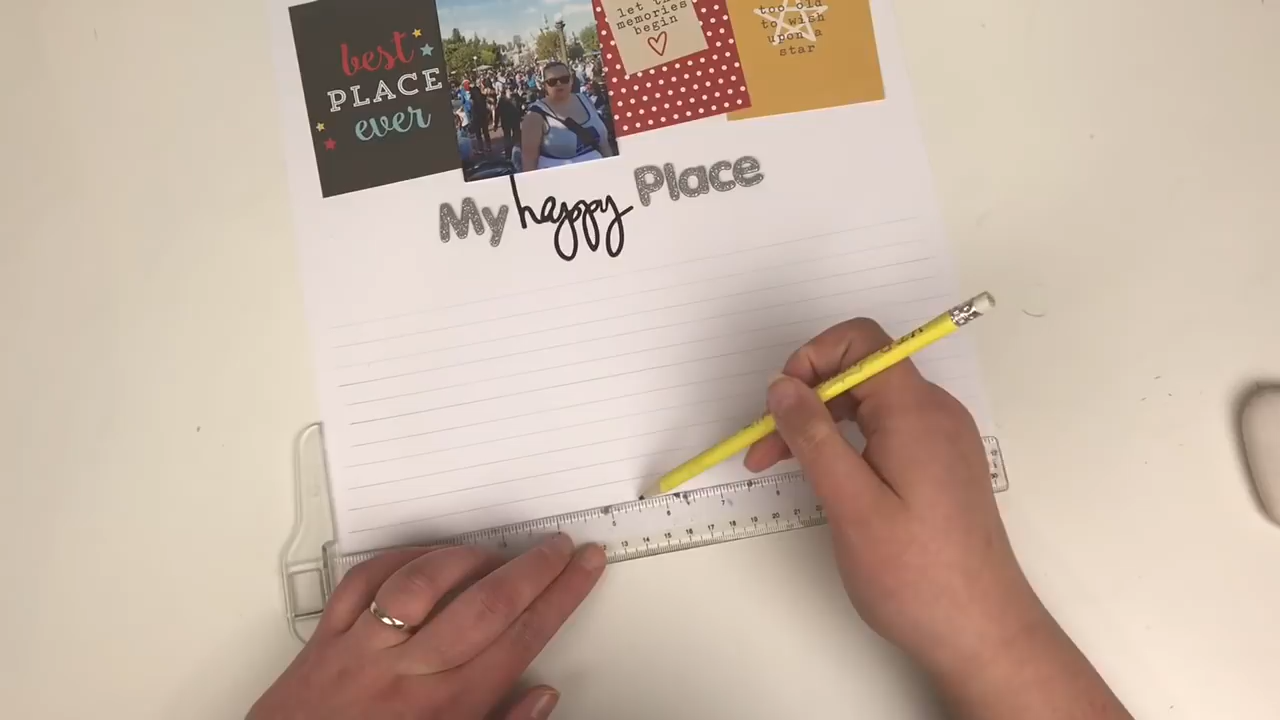 best
PLACE
ever
let the
memories
begin
too old
to wish
upon a
star
My happy Place